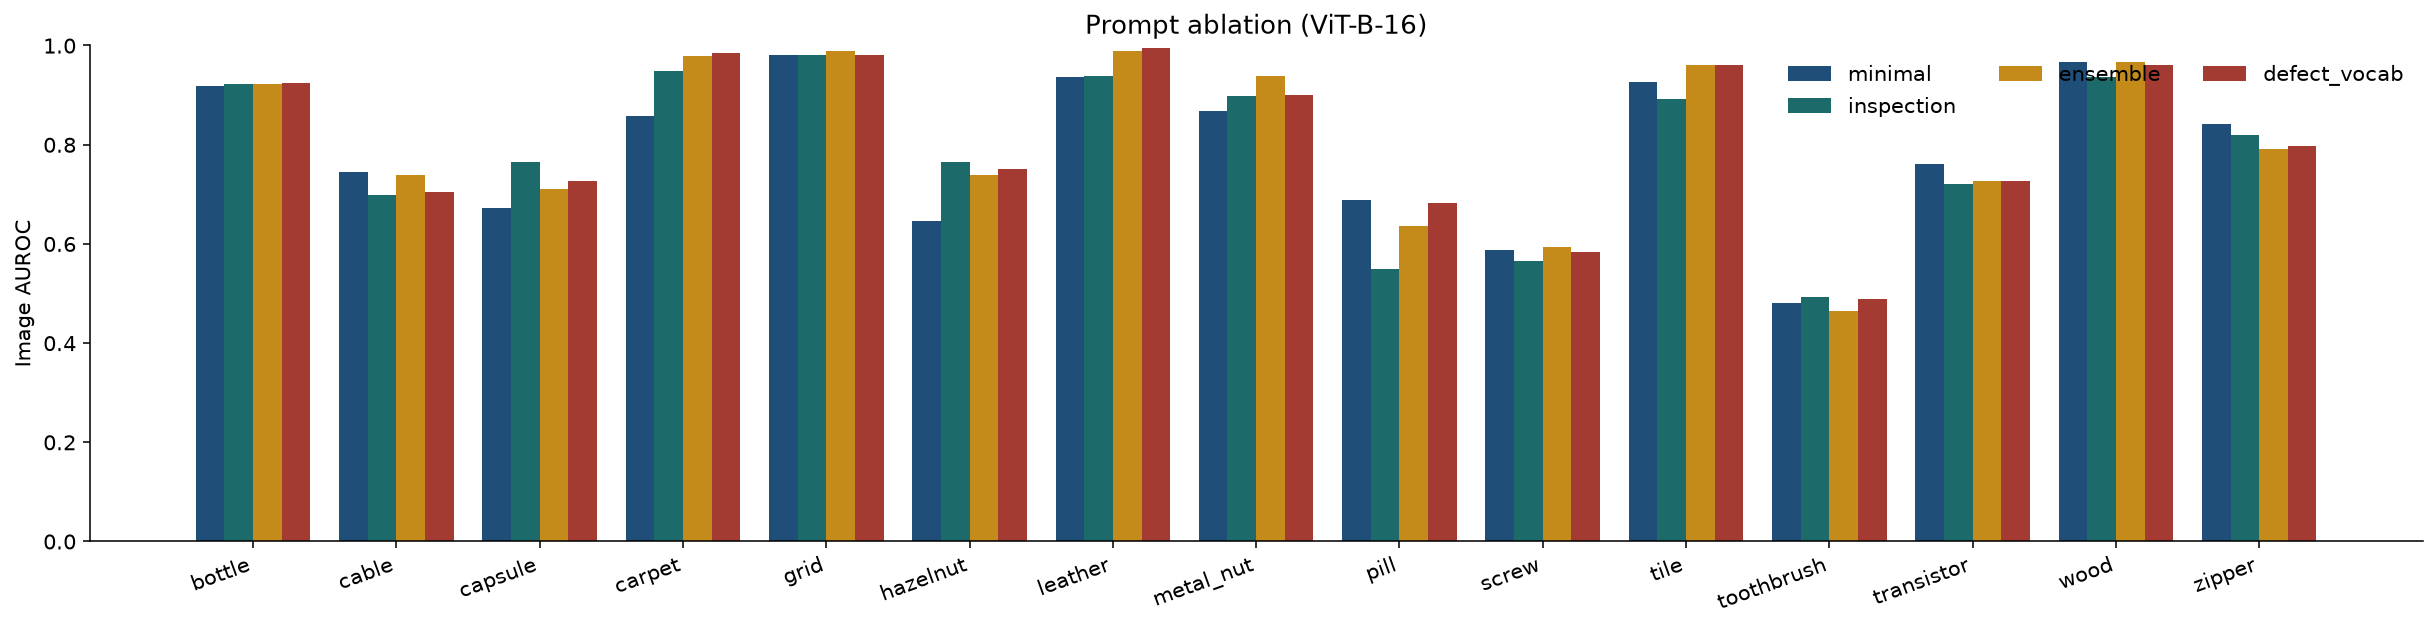 Prompt ablation (ViT-B-16)
1.0
0.8
0.6
0.4
0.2
0.0
Image AUROC
minimal
inspection
ensemble
defect_vocab
bottle
cable
capsule
carpet
grid
hazelnut
leather
metal_nut
pill
screw
tile
toothbrush
transistor
wood
zipper